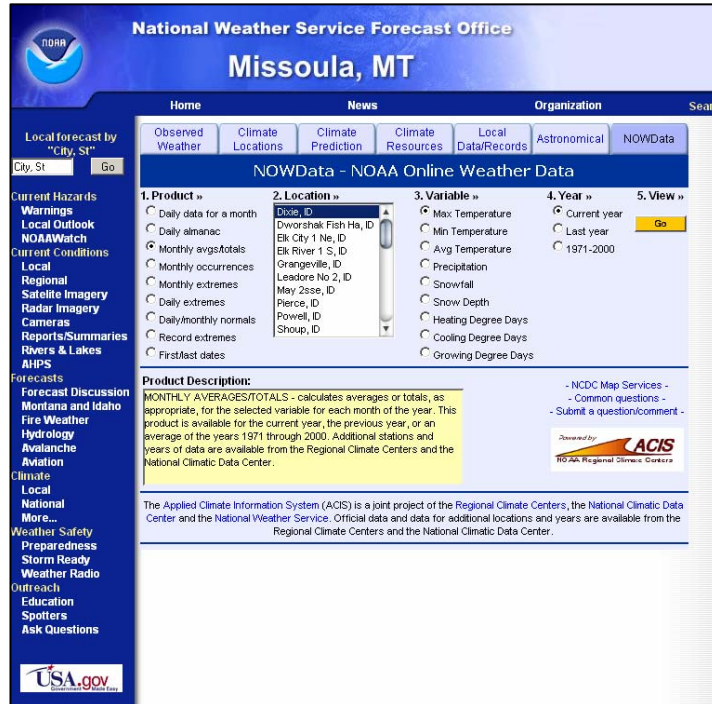 NOAA
National Weather Service Forecast Office
Missoula, MT
Home News Organization Sear
Local forecast by
"City, St"
City, St Go
Current Hazards
Warnings
Local Outlook
NOAAWatch
Current Conditions
Local
Regional
Satelite Imagery
Radar Imagery
Cameras
Reports/Summaries
Rivers & Lakes
AHPS
Forecasts
Forecast Discussion
Montana and Idaho
Fire Weather
Hydrology
Avalanche
Aviation
Climate
Local
National
More...
Weather Safety
Preparedness
Storm Ready
Weather Radio
Outreach
Education
Spotters
Ask Questions
USA.gov
Government Made Easy
Observed Weather
Climate Locations
Climate Prediction
Climate Resources
Local Data/Records
Astronomical
NOWData
NOWData - NOAA Online Weather Data
1. Product »
Daily data for a month
Daily almanac
Monthly avgs/totals
Monthly occurrences
Monthly extremes
Daily extremes
Daily/monthly normals
Record extremes
First/last dates
2. Location »
Dixie, ID
Dworshak Fish Ha, ID
Elk City 1 Ne, ID
Elk River 1 S, ID
Grangeville, ID
Leadore No 2, ID
May 2sse, ID
Pierce, ID
Powell, ID
Shoup, ID
3. Variable »
Max Temperature
Min Temperature
Avg Temperature
Precipitation
Snowfall
Snow Depth
Heating Degree Days
Cooling Degree Days
Growing Degree Days
4. Year »
Current year
Last year
1971-2000
5. View »
Go
Product Description:
MONTHLY AVERAGES/TOTALS - calculates averages or totals, as
appropriate, for the selected variable for each month of the year. This
product is available for the current year, the previous year, or an
average of the years 1971 through 2000. Additional stations and
years of data are available from the Regional Climate Centers and the
National Climatic Data Center.
- NCDC Map Services -
- Common questions -
- Submit a question/comment -
Powered by
ACIS
NOAA Regional Climate Centers
The Applied Climate Information System (ACIS) is a joint project of the Regional Climate Centers, the National Climatic Data
Center and the National Weather Service. Official data and data for additional locations and years are available from the
Regional Climate Centers and the National Climatic Data Center.